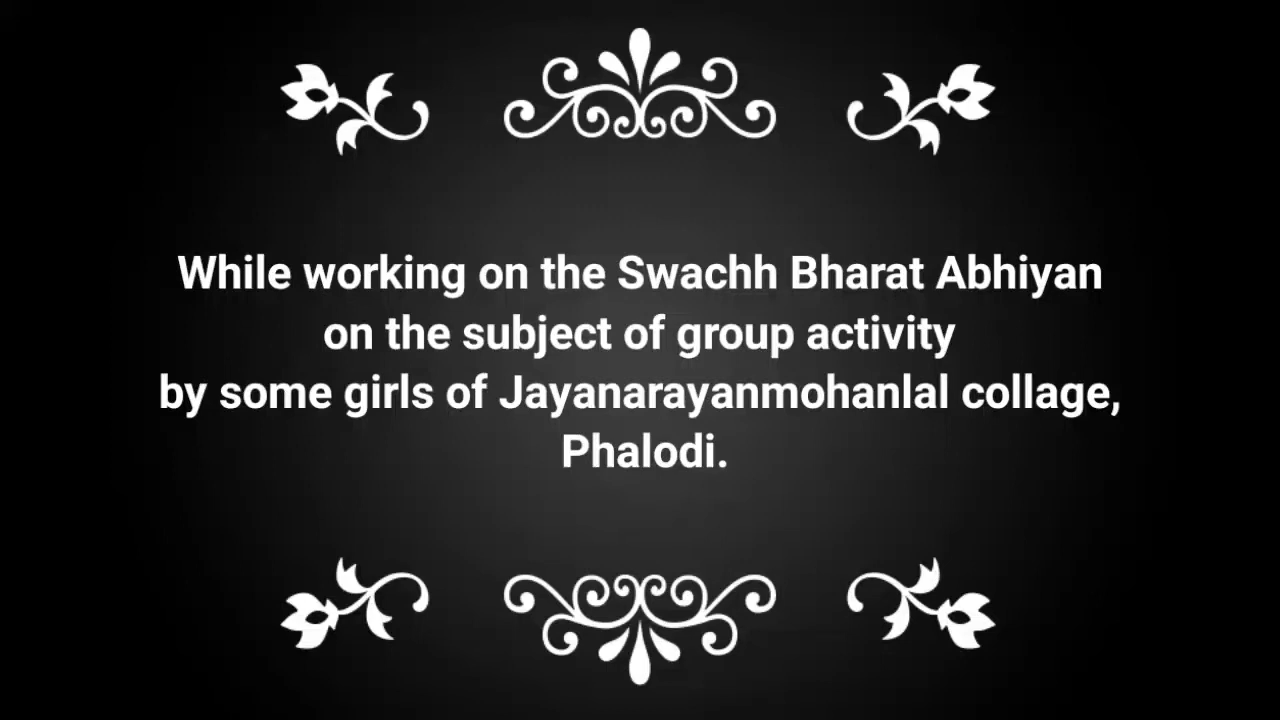 While working on the Swachh Bharat Abhiyan
on the subject of group activity
by some girls of Jayanarayanmohanlal collage,
Phalodi.